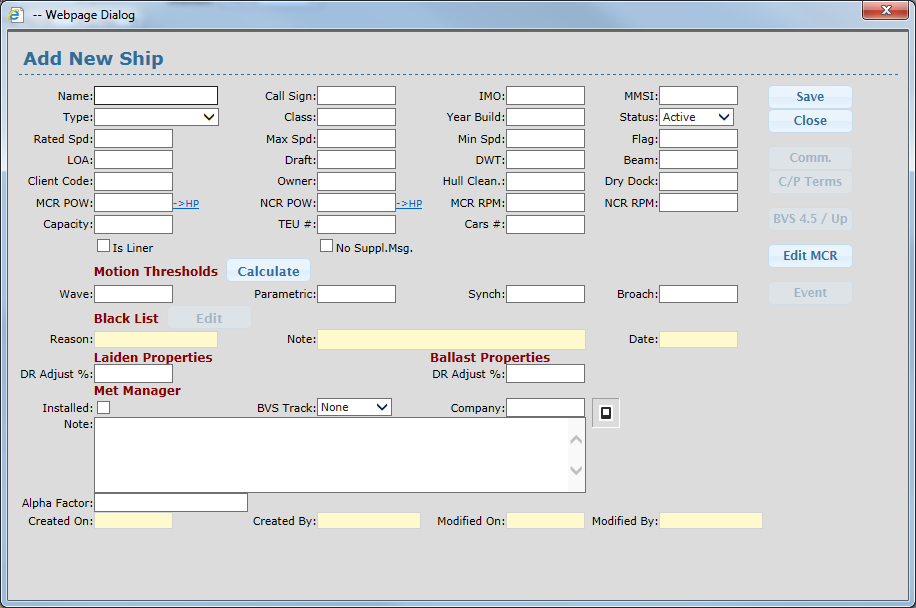 -- Webpage Dialog
Add New Ship
Name: Call Sign: IMO: MMSI: Save
Type: Class: Year Build: Status: Active Close
Rated Spd: Max Spd: Min Spd: Flag:
LOA: Draft: DWT: Beam: Comm.
Client Code: Owner: Hull Clean.: Dry Dock: C/P Terms
MCR POW: ->HP NCR POW: ->HP MCR RPM: NCR RPM:
Capacity: TEU #: Cars #: BVS 4.5 / Up
Is Liner No Suppl.Msg.
Edit MCR
Motion Thresholds Calculate
Wave: Parametric: Synch: Broach: Event
Black List Edit
Reason: Note: Date:
Laiden Properties Ballast Properties
DR Adjust %: DR Adjust %:
Met Manager
Installed: BVS Track: None Company:
Note:
Alpha Factor:
Created On: Created By: Modified On: Modified By: